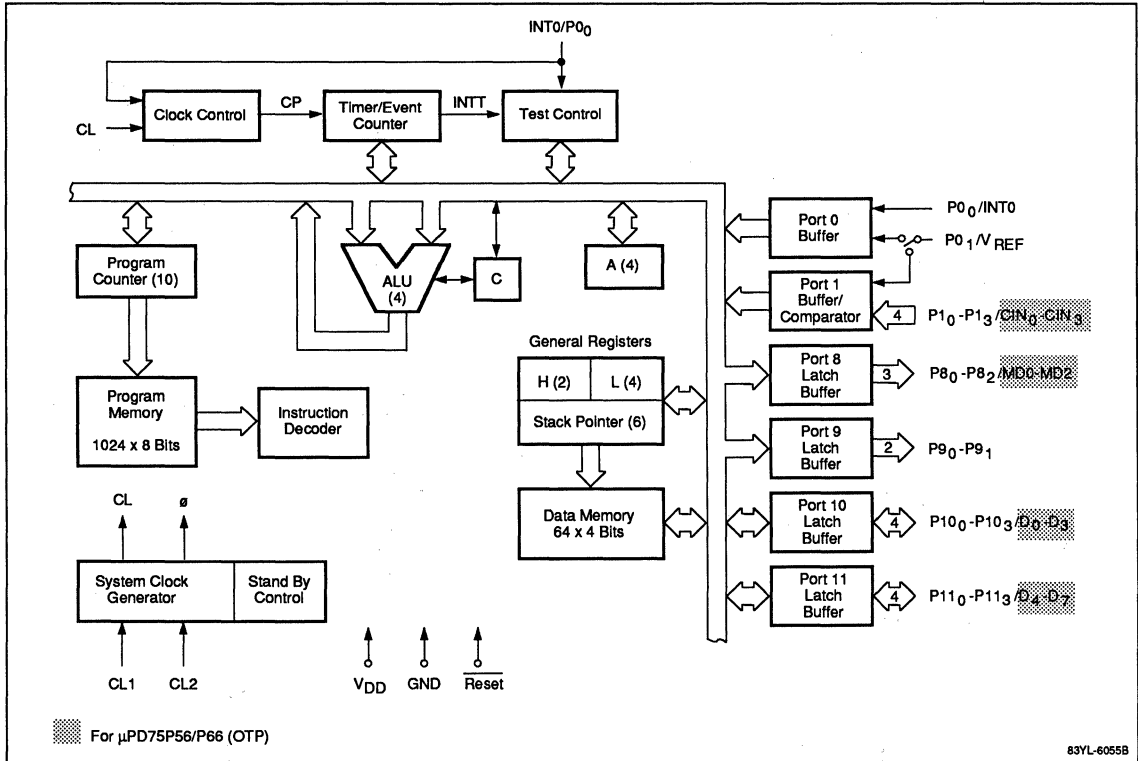 INT0/P0₀
CL
Clock Control
CP
Timer/Event
Counter
INTT
Test Control
Program
Counter (10)
ALU
(4)
C
A (4)
Port 0
Buffer
P0₀/INT0
P0₁/V REF
Port 1
Buffer/
Comparator
4
P1₀-P1₃/CIN₀-CIN₃
General Registers
H (2)
L (4)
Stack Pointer (6)
Port 8
Latch
Buffer
3
P8₀-P8₂/MD0-MD2
Program
Memory
1024 x 8 Bits
Instruction
Decoder
Port 9
Latch
Buffer
2
P9₀-P9₁
Data Memory
64 x 4 Bits
Port 10
Latch
Buffer
4
P10₀-P10₃/D₀-D₃
CL
ø
System Clock
Generator
Stand By
Control
Port 11
Latch
Buffer
4
P11₀-P11₃/D₄-D₇
CL1
CL2
VDD
GND
Reset
For µPD75P56/P66 (OTP)
83YL-6055B